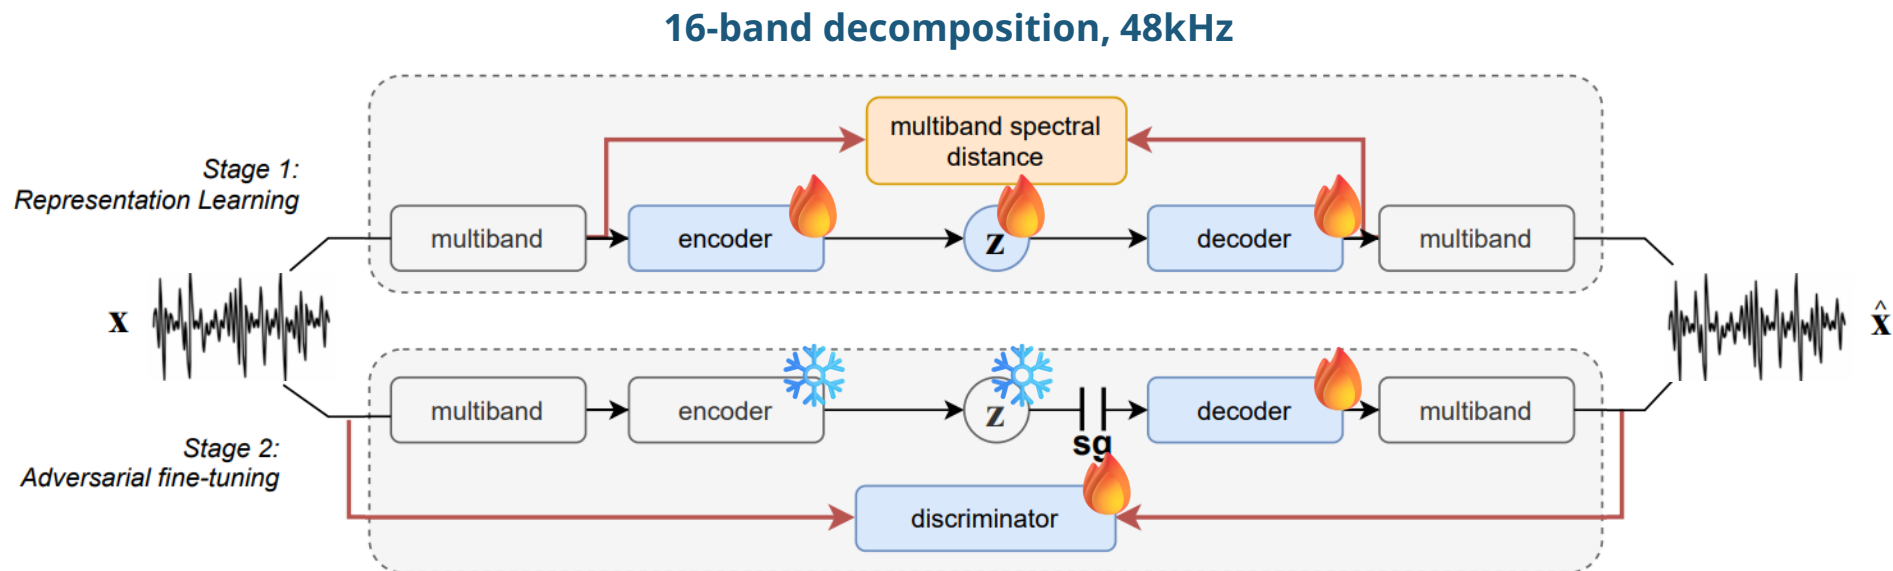 16-band decomposition, 48kHz
multiband spectral
distance
Stage 1:
Representation Learning
multiband
encoder
z
decoder
multiband
x
x̂
multiband
encoder
z
sg
decoder
multiband
Stage 2:
Adversarial fine-tuning
discriminator